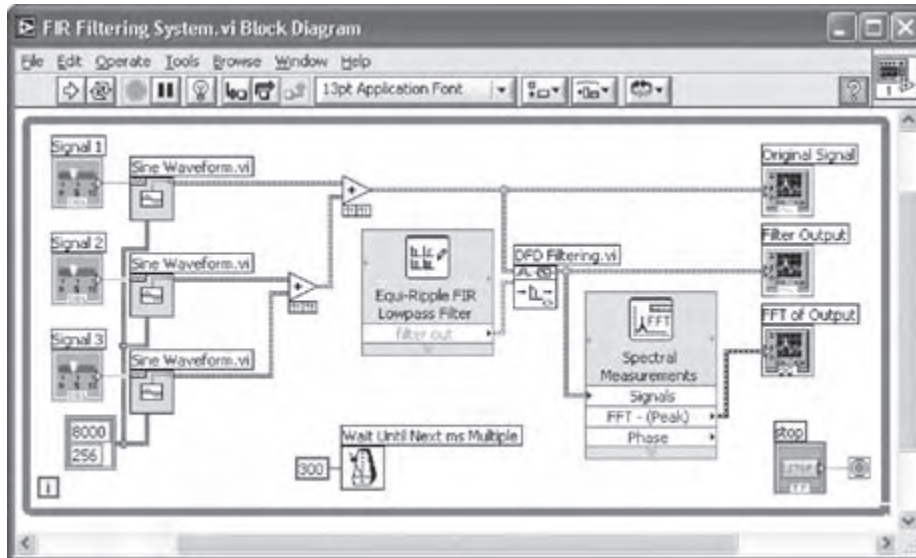 FIR Filtering System.vi Block Diagram
File Edit Operate Tools Browse Window Help
13pt Application Font
1
Signal 1
Sine Waveform.vi
Original Signal
Signal 2
Sine Waveform.vi
Filter Output
DFD Filtering.vi
Equi-Ripple FIR
Lowpass Filter
filter out
FFT
FFT of Output
Signal 3
Sine Waveform.vi
Spectral
Measurements
Signals
FFT - (Peak)
Phase
8000
256
Wait Until Next ms Multiple
300
stop
STOP
TF
i